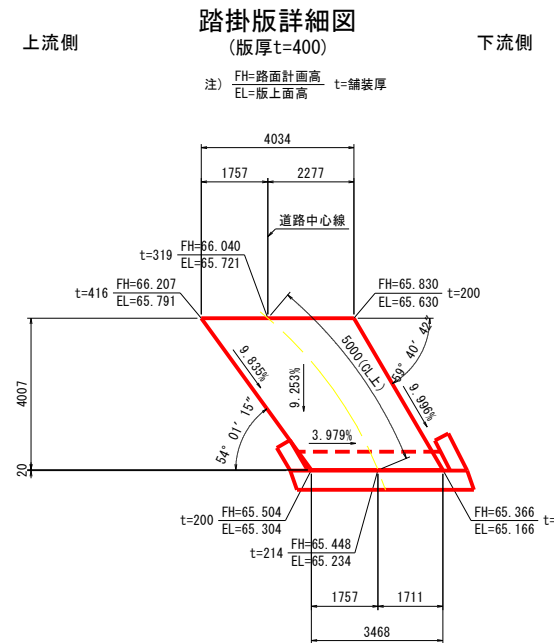 踏掛版詳細図
上流側
(版厚t=400)
下流側
注) FH=路面計画高 t=舗装厚
EL=版上面高
4034
1757
2277
道路中心線
t=319 FH=66.040
EL=65.721
t=416 FH=66.207
EL=65.791
FH=65.830 t=200
EL=65.630
5000(CL上)
59° 40′ 42″
9.835%
9.253%
9.996%
4007
54° 01′ 15″
3.979%
20
t=200 FH=65.504
EL=65.304
FH=65.366 t=
EL=65.166
t=214 FH=65.448
EL=65.234
1757
1711
3468